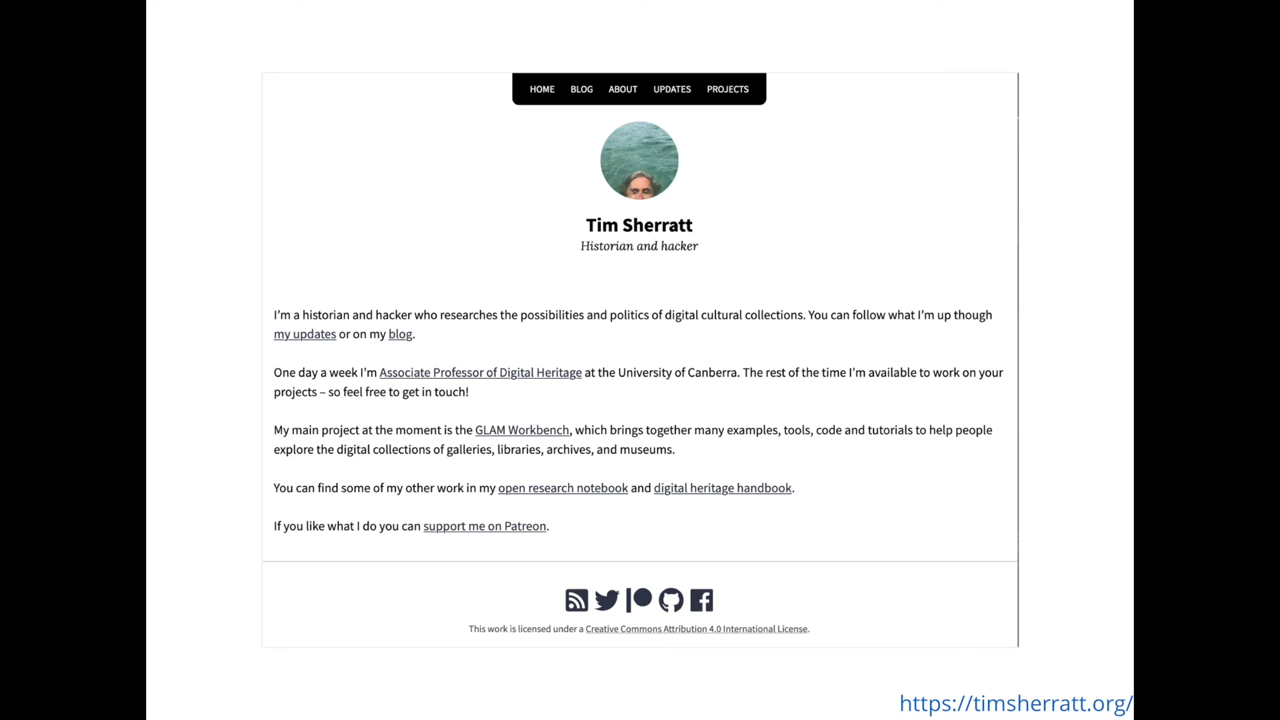 HOME BLOG ABOUT UPDATES PROJECTS
Tim Sherratt
Historian and hacker
I'm a historian and hacker who researches the possibilities and politics of digital cultural collections. You can follow what I'm up though
my updates or on my blog.
One day a week I'm Associate Professor of Digital Heritage at the University of Canberra. The rest of the time I'm available to work on your
projects – so feel free to get in touch!
My main project at the moment is the GLAM Workbench, which brings together many examples, tools, code and tutorials to help people
explore the digital collections of galleries, libraries, archives, and museums.
You can find some of my other work in my open research notebook and digital heritage handbook.
If you like what I do you can support me on Patreon.
This work is licensed under a Creative Commons Attribution 4.0 International License.
https://timsherratt.org/